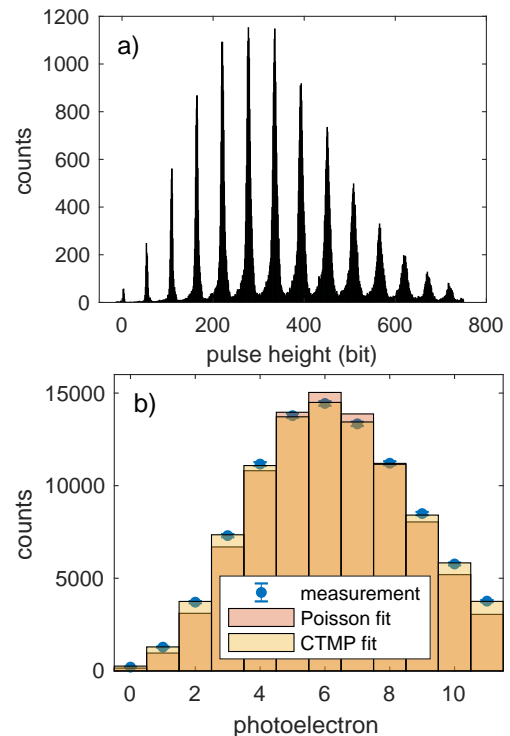 1200
1000
800
600
400
200
0
counts
a)
0 200 400 600 800
pulse height (bit)
15000
10000
5000
0
counts
b)
measurement
Poisson fit
CTMP fit
0 2 4 6 8 10
photoelectron